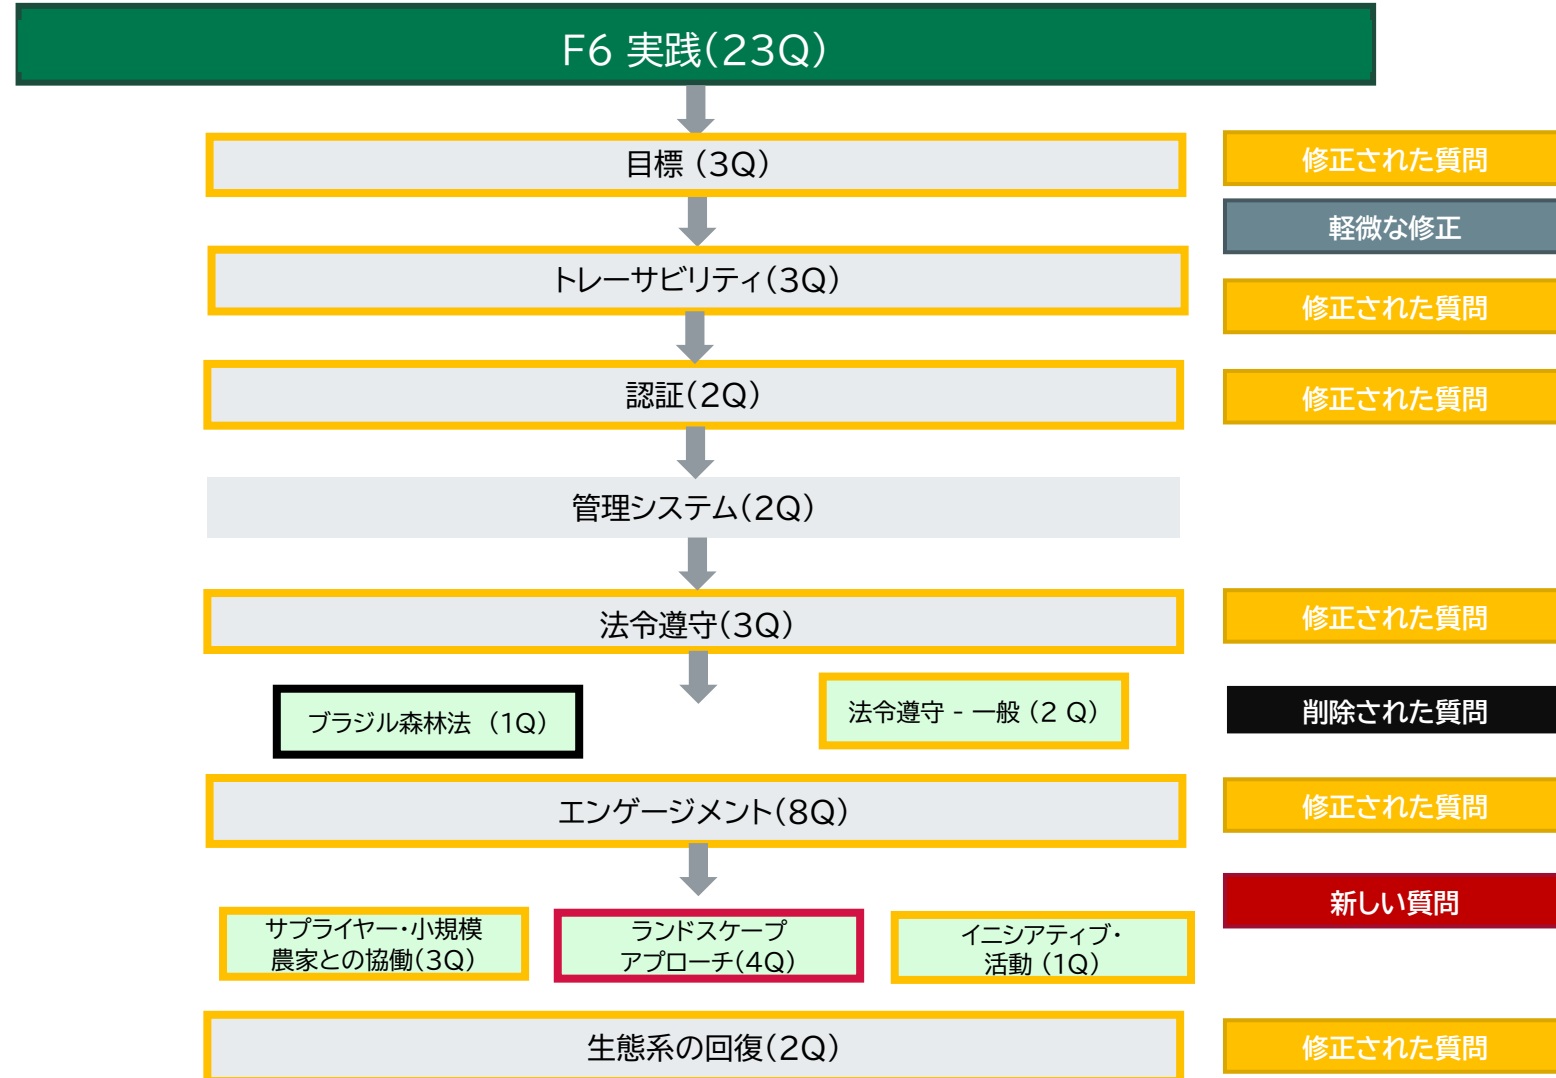 F6 実践(23Q)
目標 (3Q)
修正された質問
軽微な修正
トレーサビリティ(3Q)
修正された質問
認証(2Q)
修正された質問
管理システム(2Q)
法令遵守(3Q)
修正された質問
ブラジル森林法 (1Q)
法令遵守 - 一般 (2 Q)
削除された質問
エンゲージメント(8Q)
修正された質問
新しい質問
サプライヤー・小規模
農家との協働(3Q)
ランドスケープ
アプローチ(4Q)
イニシアティブ・
活動 (1Q)
生態系の回復(2Q)
修正された質問